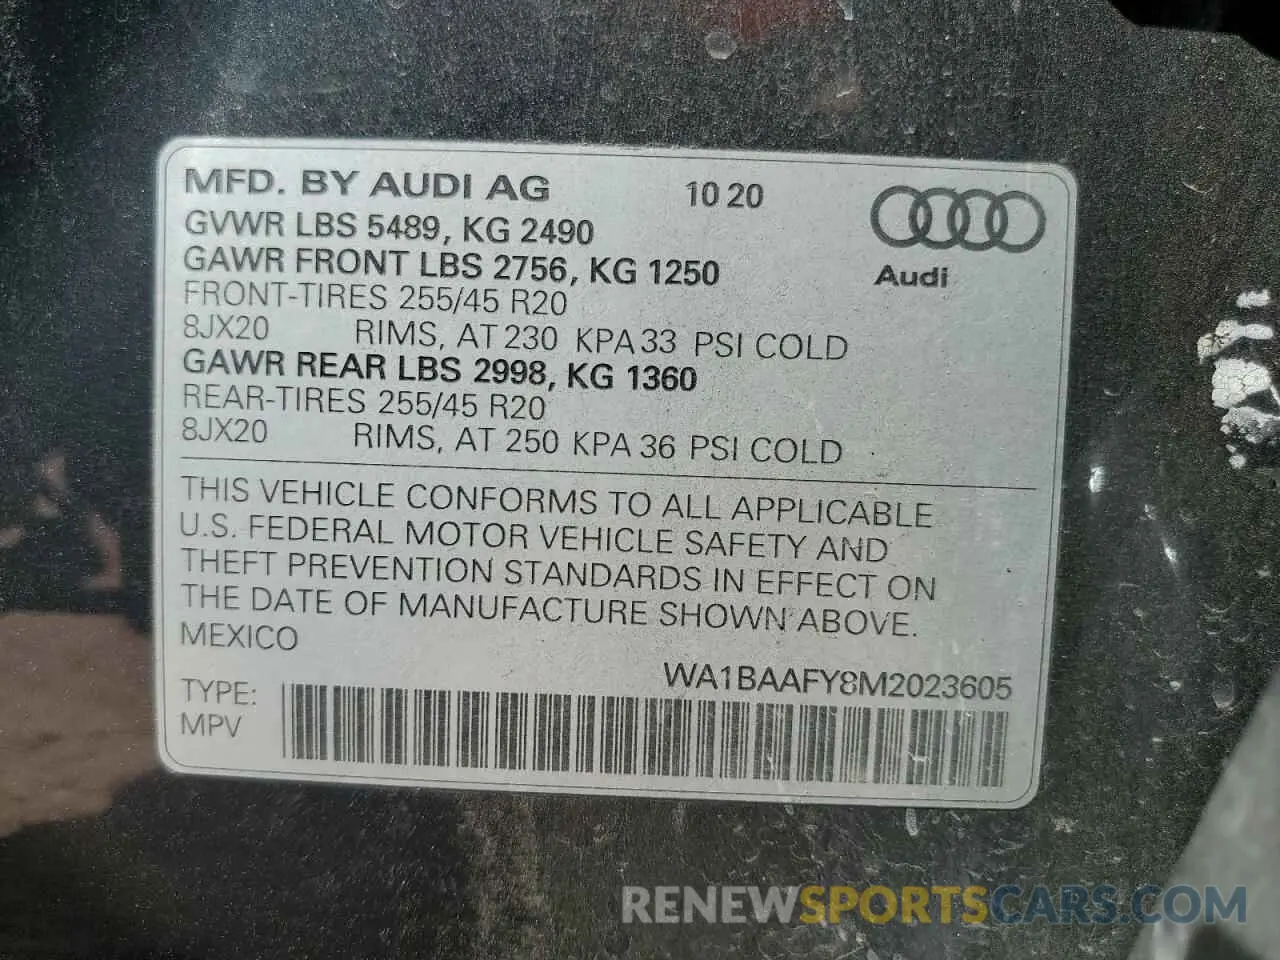 MFD. BY AUDI AG 10 20
GVWR LBS 5489, KG 2490
GAWR FRONT LBS 2756, KG 1250
Audi
FRONT-TIRES 255/45 R20
8JX20 RIMS, AT 230 KPA 33 PSI COLD
GAWR REAR LBS 2998, KG 1360
REAR-TIRES 255/45 R20
8JX20 RIMS, AT 250 KPA 36 PSI COLD
THIS VEHICLE CONFORMS TO ALL APPLICABLE
U.S. FEDERAL MOTOR VEHICLE SAFETY AND
THEFT PREVENTION STANDARDS IN EFFECT ON
THE DATE OF MANUFACTURE SHOWN ABOVE.
MEXICO
WA1BAAFY8M2023605
TYPE:
MPV
RENEWSPORTSCARS.COM